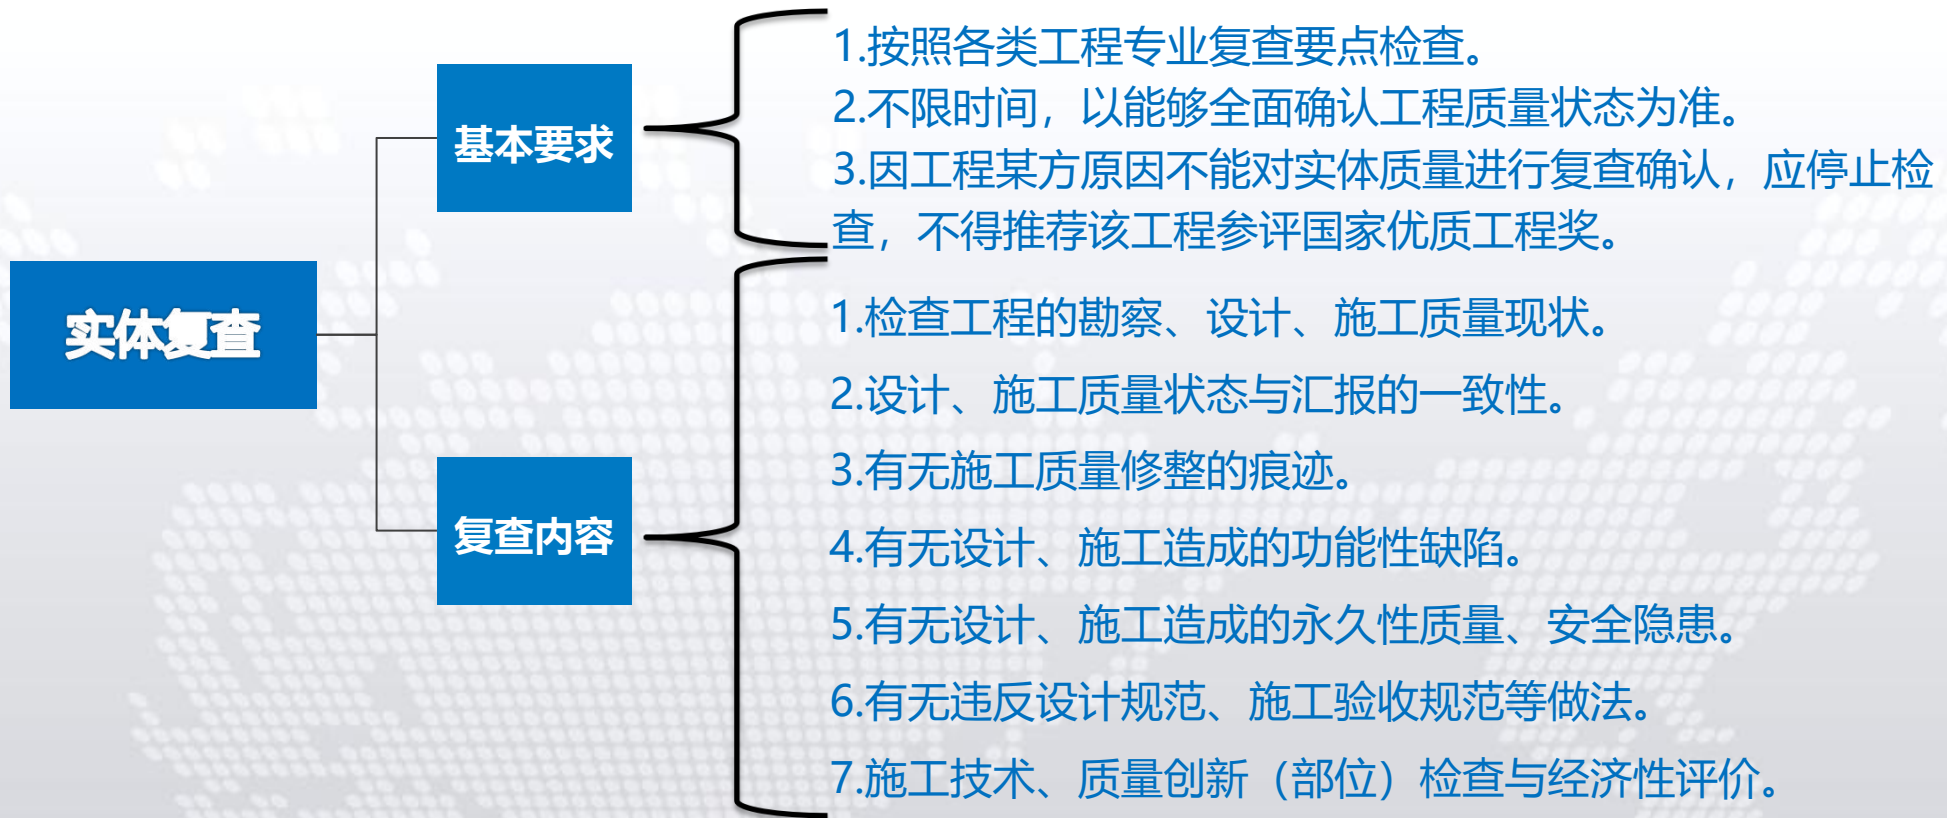 实体复查
基本要求
1.按照各类工程专业复查要点检查。
2.不限时间，以能够全面确认工程质量状态为准。
3.因工程某方原因不能对实体质量进行复查确认，应停止检
查，不得推荐该工程参评国家优质工程奖。
复查内容
1.检查工程的勘察、设计、施工质量现状。
2.设计、施工质量状态与汇报的一致性。
3.有无施工质量修整的痕迹。
4.有无设计、施工造成的功能性缺陷。
5.有无设计、施工造成的永久性质量、安全隐患。
6.有无违反设计规范、施工验收规范等做法。
7.施工技术、质量创新（部位）检查与经济性评价。